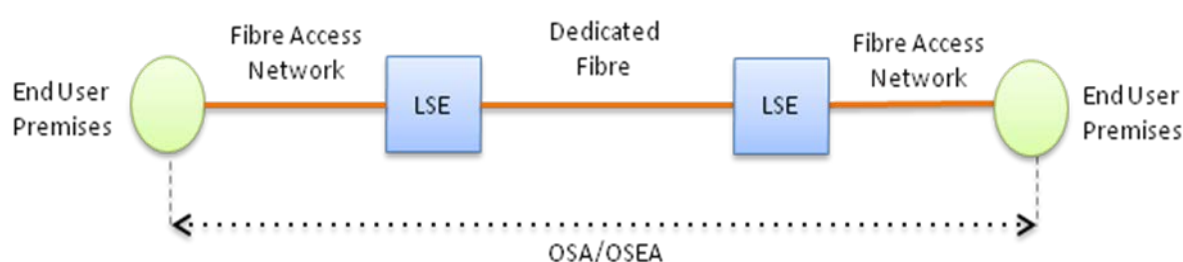 End User
Premises
Fibre Access
Network
LSE
Dedicated
Fibre
LSE
Fibre Access
Network
End User
Premises
OSA/OSEA